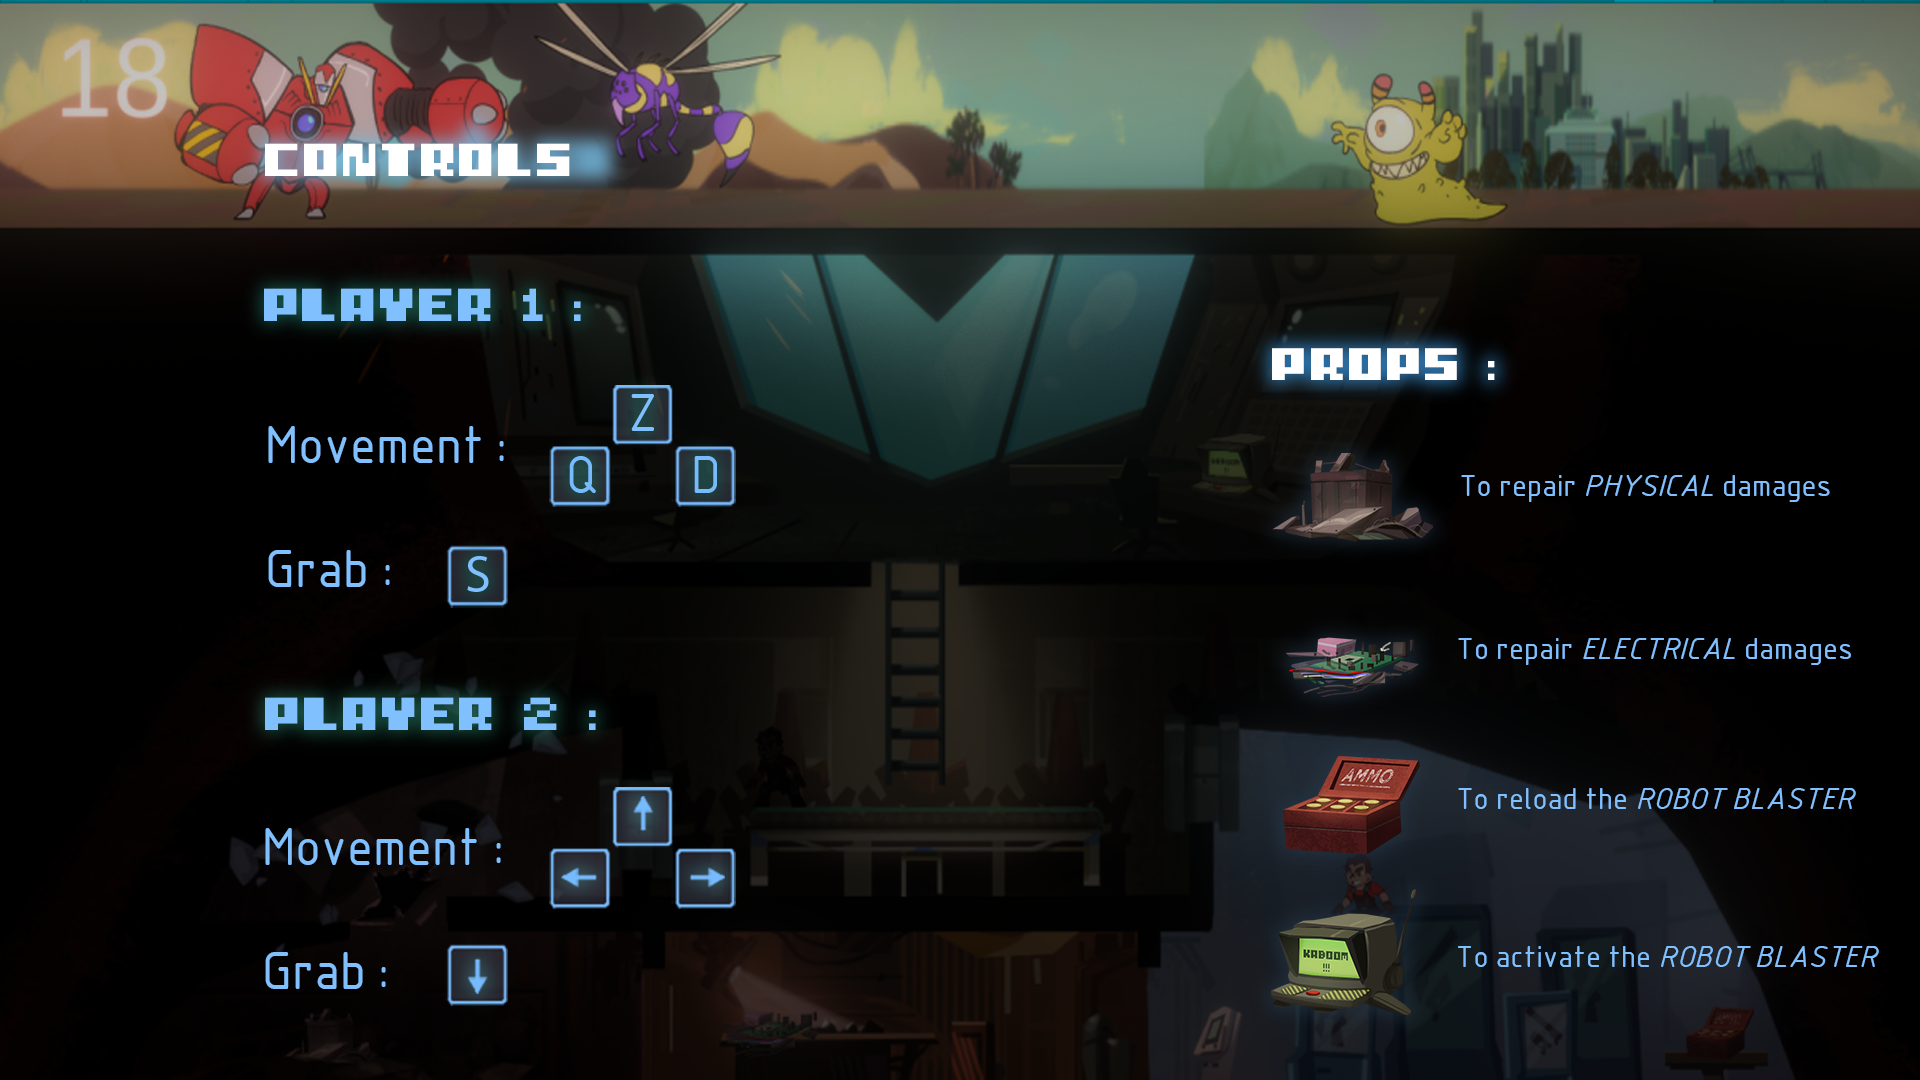 18
CONTROLS
PLAYER 1 :
Movement :
Z
Q D
Grab : S
PLAYER 2 :
Movement :
↑
← →
Grab : ↓
PROPS :
To repair PHYSICAL damages
To repair ELECTRICAL damages
AMMO
To reload the ROBOT BLASTER
KABOOM
!!!
To activate the ROBOT BLASTER